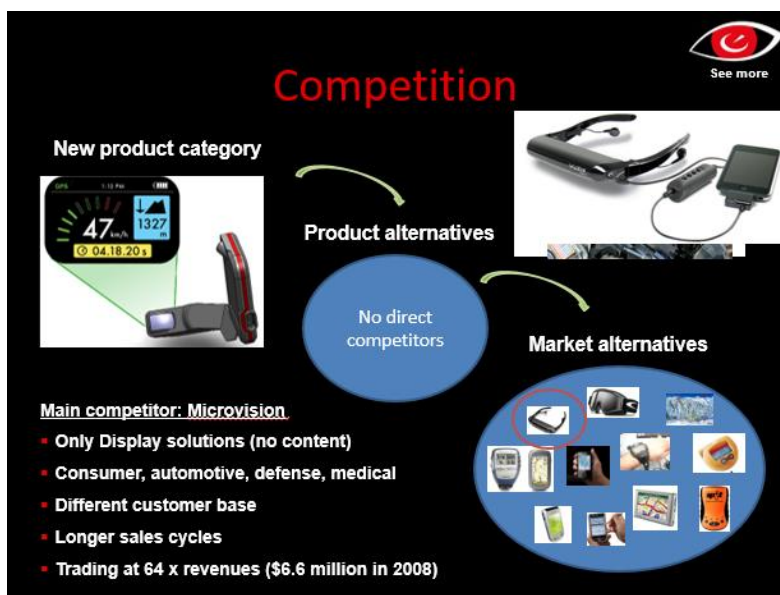 See more
Competition
New product category
GPS 1:13 PM
47 km/h
1327
m
04.18.20 s
Product alternatives
No direct
competitors
Market alternatives
Main competitor: Microvision
Only Display solutions (no content)
Consumer, automotive, defense, medical
Different customer base
Longer sales cycles
Trading at 64 x revenues ($6.6 million in 2008)